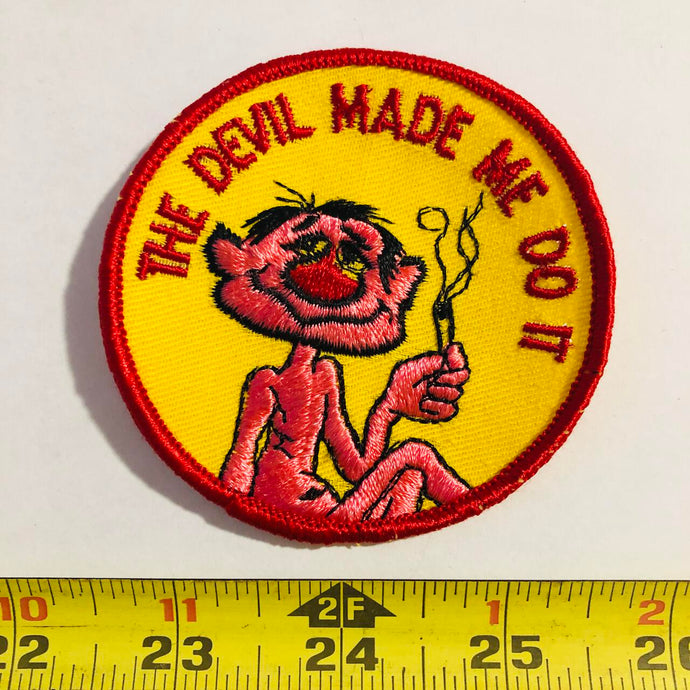 THE DEVIL MADE ME DO IT
10 11 2F 1 2
22 23 24 25 26